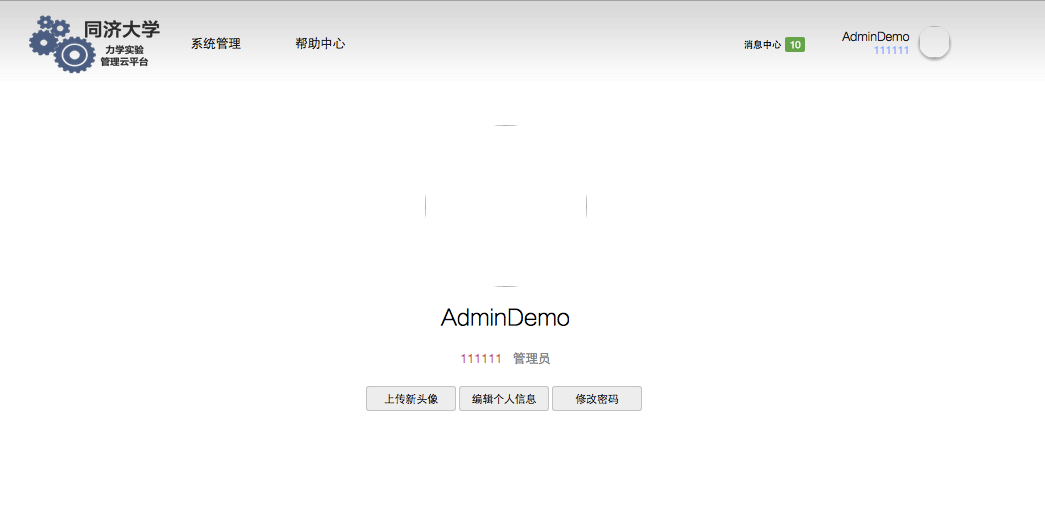 同济大学
力学实验
管理云平台
系统管理
帮助中心
消息中心 10
AdminDemo
111111
AdminDemo
111111 管理员
上传新头像 编辑个人信息 修改密码